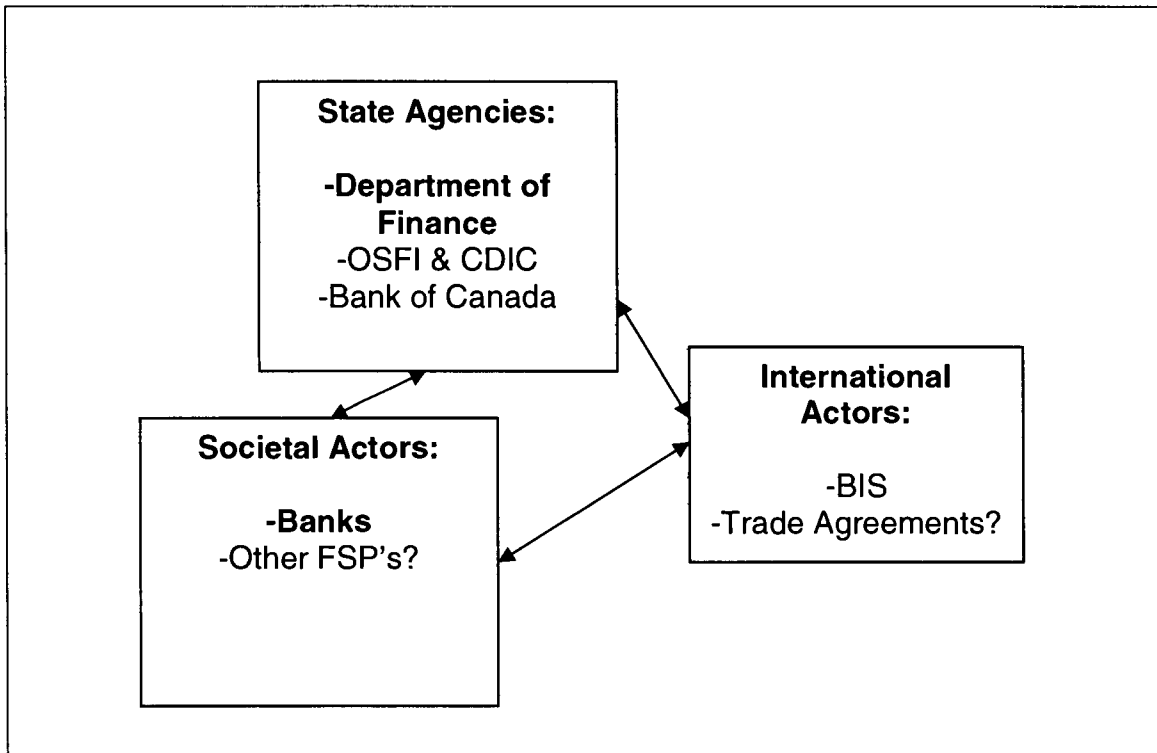 State Agencies:
-Department of
Finance
-OSFI & CDIC
-Bank of Canada
International
Actors:
-BIS
-Trade Agreements?
Societal Actors:
-Banks
-Other FSP's?